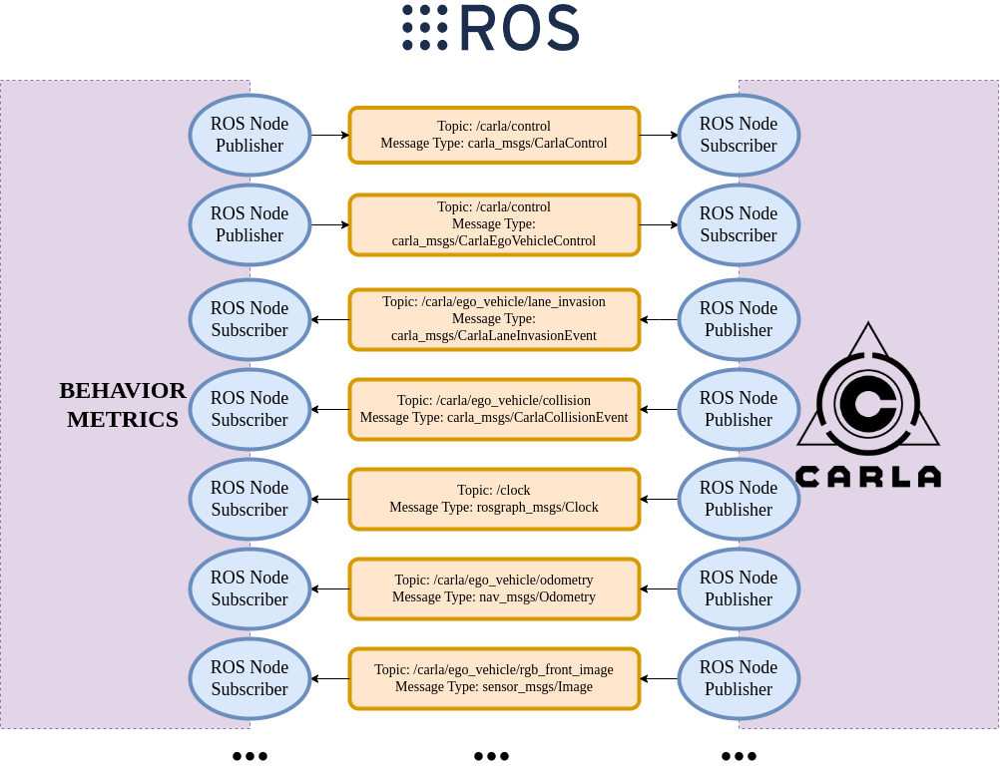 ROS
ROS Node
Publisher
Topic: /carla/control
Message Type: carla_msgs/CarlaControl
ROS Node
Subscriber
ROS Node
Publisher
Topic: /carla/control
Message Type:
carla_msgs/CarlaEgoVehicleControl
ROS Node
Subscriber
ROS Node
Subscriber
Topic: /carla/ego_vehicle/lane_invasion
Message Type:
carla_msgs/CarlaLaneInvasionEvent
ROS Node
Publisher
BEHAVIOR
METRICS
ROS Node
Subscriber
Topic: /carla/ego_vehicle/collision
Message Type: carla_msgs/CarlaCollisionEvent
ROS Node
Publisher
C
CARLA
ROS Node
Subscriber
Topic: /clock
Message Type: rosgraph_msgs/Clock
ROS Node
Publisher
ROS Node
Subscriber
Topic: /carla/ego_vehicle/odometry
Message Type: nav_msgs/Odometry
ROS Node
Publisher
ROS Node
Subscriber
Topic: /carla/ego_vehicle/rgb_front_image
Message Type: sensor_msgs/Image
ROS Node
Publisher
... ... ...